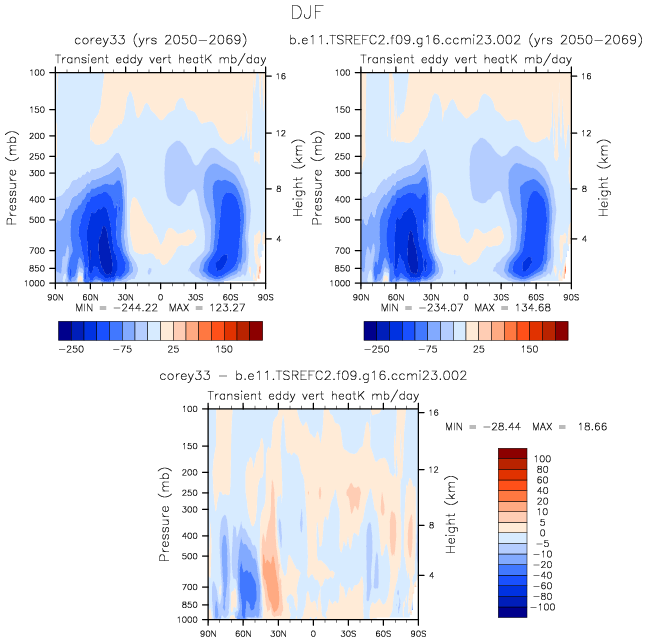 DJF
corey33 (yrs 2050-2069)
b.e11.TSREFC2.f09.g16.ccmi23.002 (yrs 2050-2069)
Transient eddy vert heatK mb/day
Transient eddy vert heatK mb/day
Pressure (mb)
100
150
200
250
300
400
500
700
850
1000
16
12
8
4
Height (km)
90N 60N 30N 0 30S 60S 90S
MIN = -244.22 MAX = 123.27
-250 -75 25 150
Pressure (mb)
100
150
200
250
300
400
500
700
850
1000
16
12
8
4
Height (km)
90N 60N 30N 0 30S 60S 90S
MIN = -234.07 MAX = 134.68
-250 -75 25 150
corey33 - b.e11.TSREFC2.f09.g16.ccmi23.002
Transient eddy vert heatK mb/day
Pressure (mb)
100
150
200
250
300
400
500
700
850
1000
16
12
8
4
Height (km)
90N 60N 30N 0 30S 60S 90S
MIN = -28.44 MAX = 18.66
100
80
60
40
20
10
5
0
-5
-10
-20
-40
-60
-80
-100